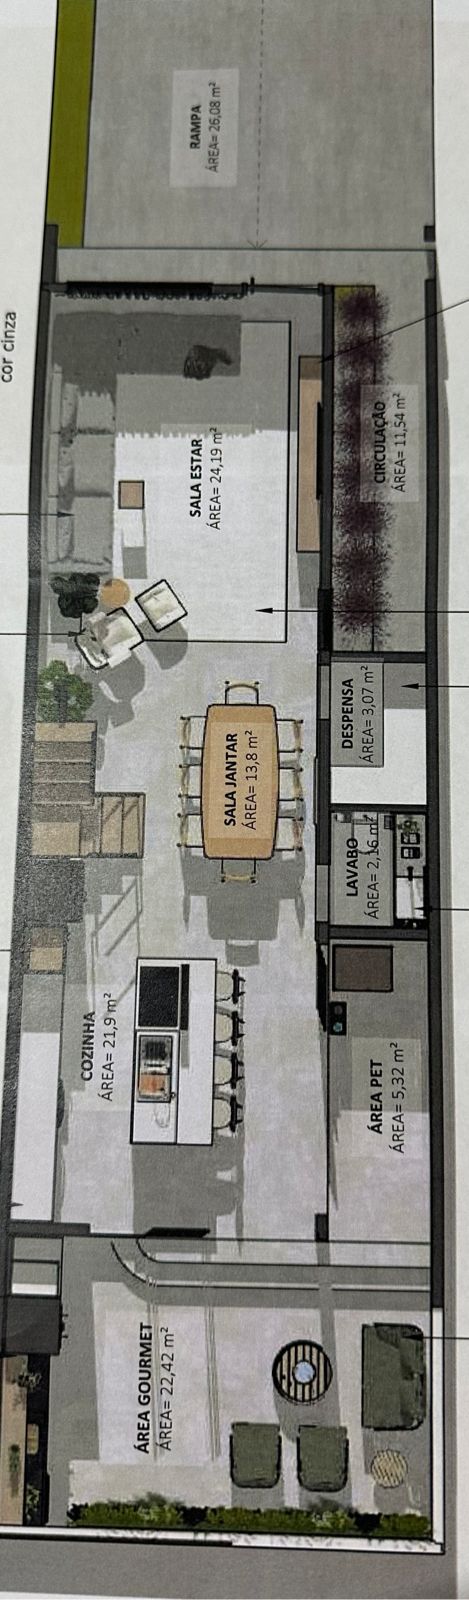 RAMPA
ÁREA= 26,08 m²
cor cinza
SALA ESTAR
ÁREA= 24,19 m²
CIRCULAÇÃO
ÁREA= 11,54 m²
DESPENSA
ÁREA= 3,07 m²
SALA JANTAR
ÁREA= 13,8 m²
LAVABO
ÁREA= 2,16 m²
COZINHA
ÁREA= 21,9 m²
ÁREA PET
ÁREA= 5,32 m²
ÁREA GOURMET
ÁREA= 22,42 m²